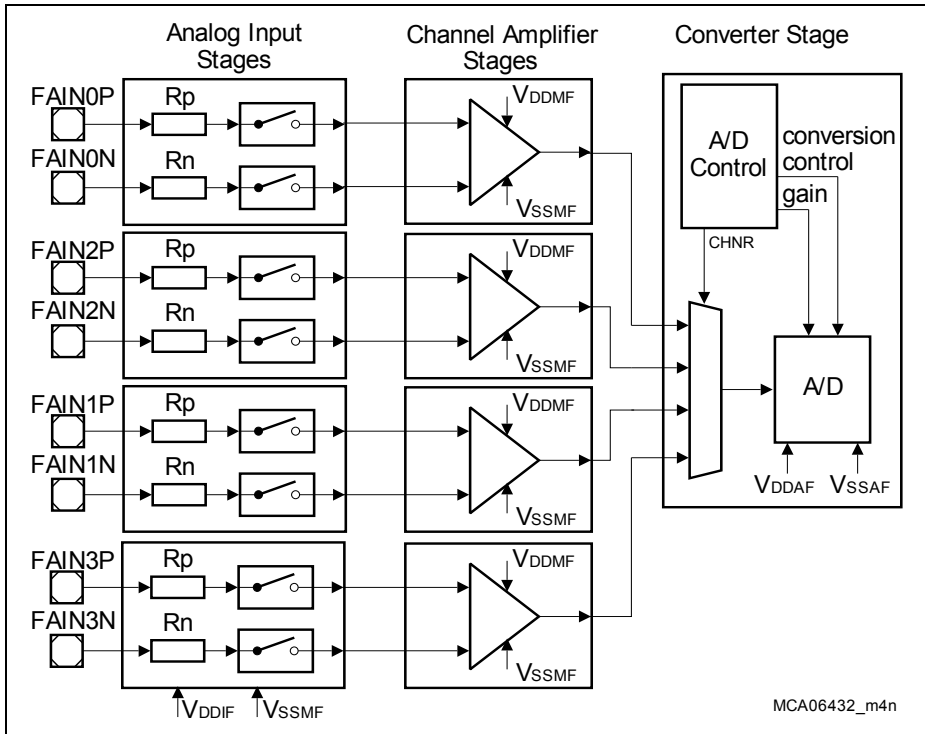 Analog Input
Stages
Channel Amplifier
Stages
Converter Stage
FAIN0P
Rp
FAIN0N
Rn
VDDMF
VSSMF
A/D
Control
conversion
control
gain
CHNR
FAIN2P
Rp
FAIN2N
Rn
VDDMF
VSSMF
FAIN1P
Rp
FAIN1N
Rn
VDDMF
VSSMF
A/D
VDDAF
VSSAF
FAIN3P
Rp
FAIN3N
Rn
VDDMF
VSSMF
VDDIF
VSSMF
MCA06432_m4n